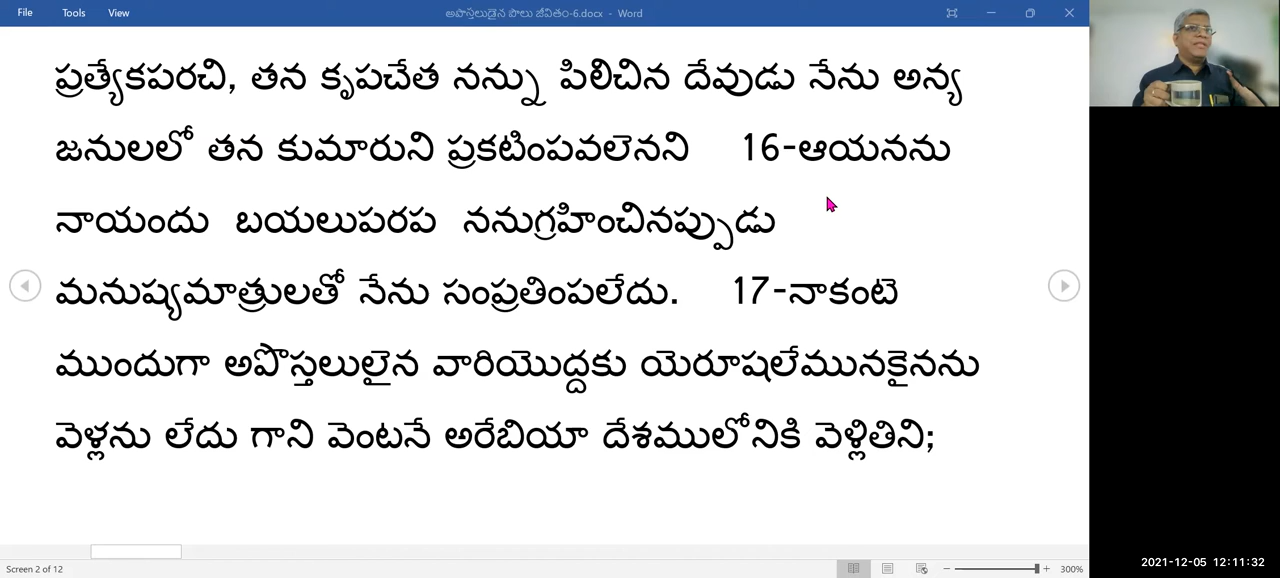 File Tools View అపొస్తలుడైన పౌలు జీవితం-6.docx - Word
ప్రత్యేకపరచి, తన కృపచేత నన్ను పిలిచిన దేవుడు నేను అన్య
జనులలో తన కుమారుని ప్రకటింపవలెనని 16-ఆయనను
నాయందు బయలుపరప ననుగ్రహించినప్పుడు
మనుష్యమాత్రులతో నేను సంప్రతింపలేదు. 17-నాకంటె
ముందుగా అపొస్తలులైన వారియొద్దకు యెరూషలేమునకైనను
వెళ్లను లేదు గాని వెంటనే అరేబియా దేశములోనికి వెళ్లితిని;
Screen 2 of 12 300%
2021-12-05 12:11:32